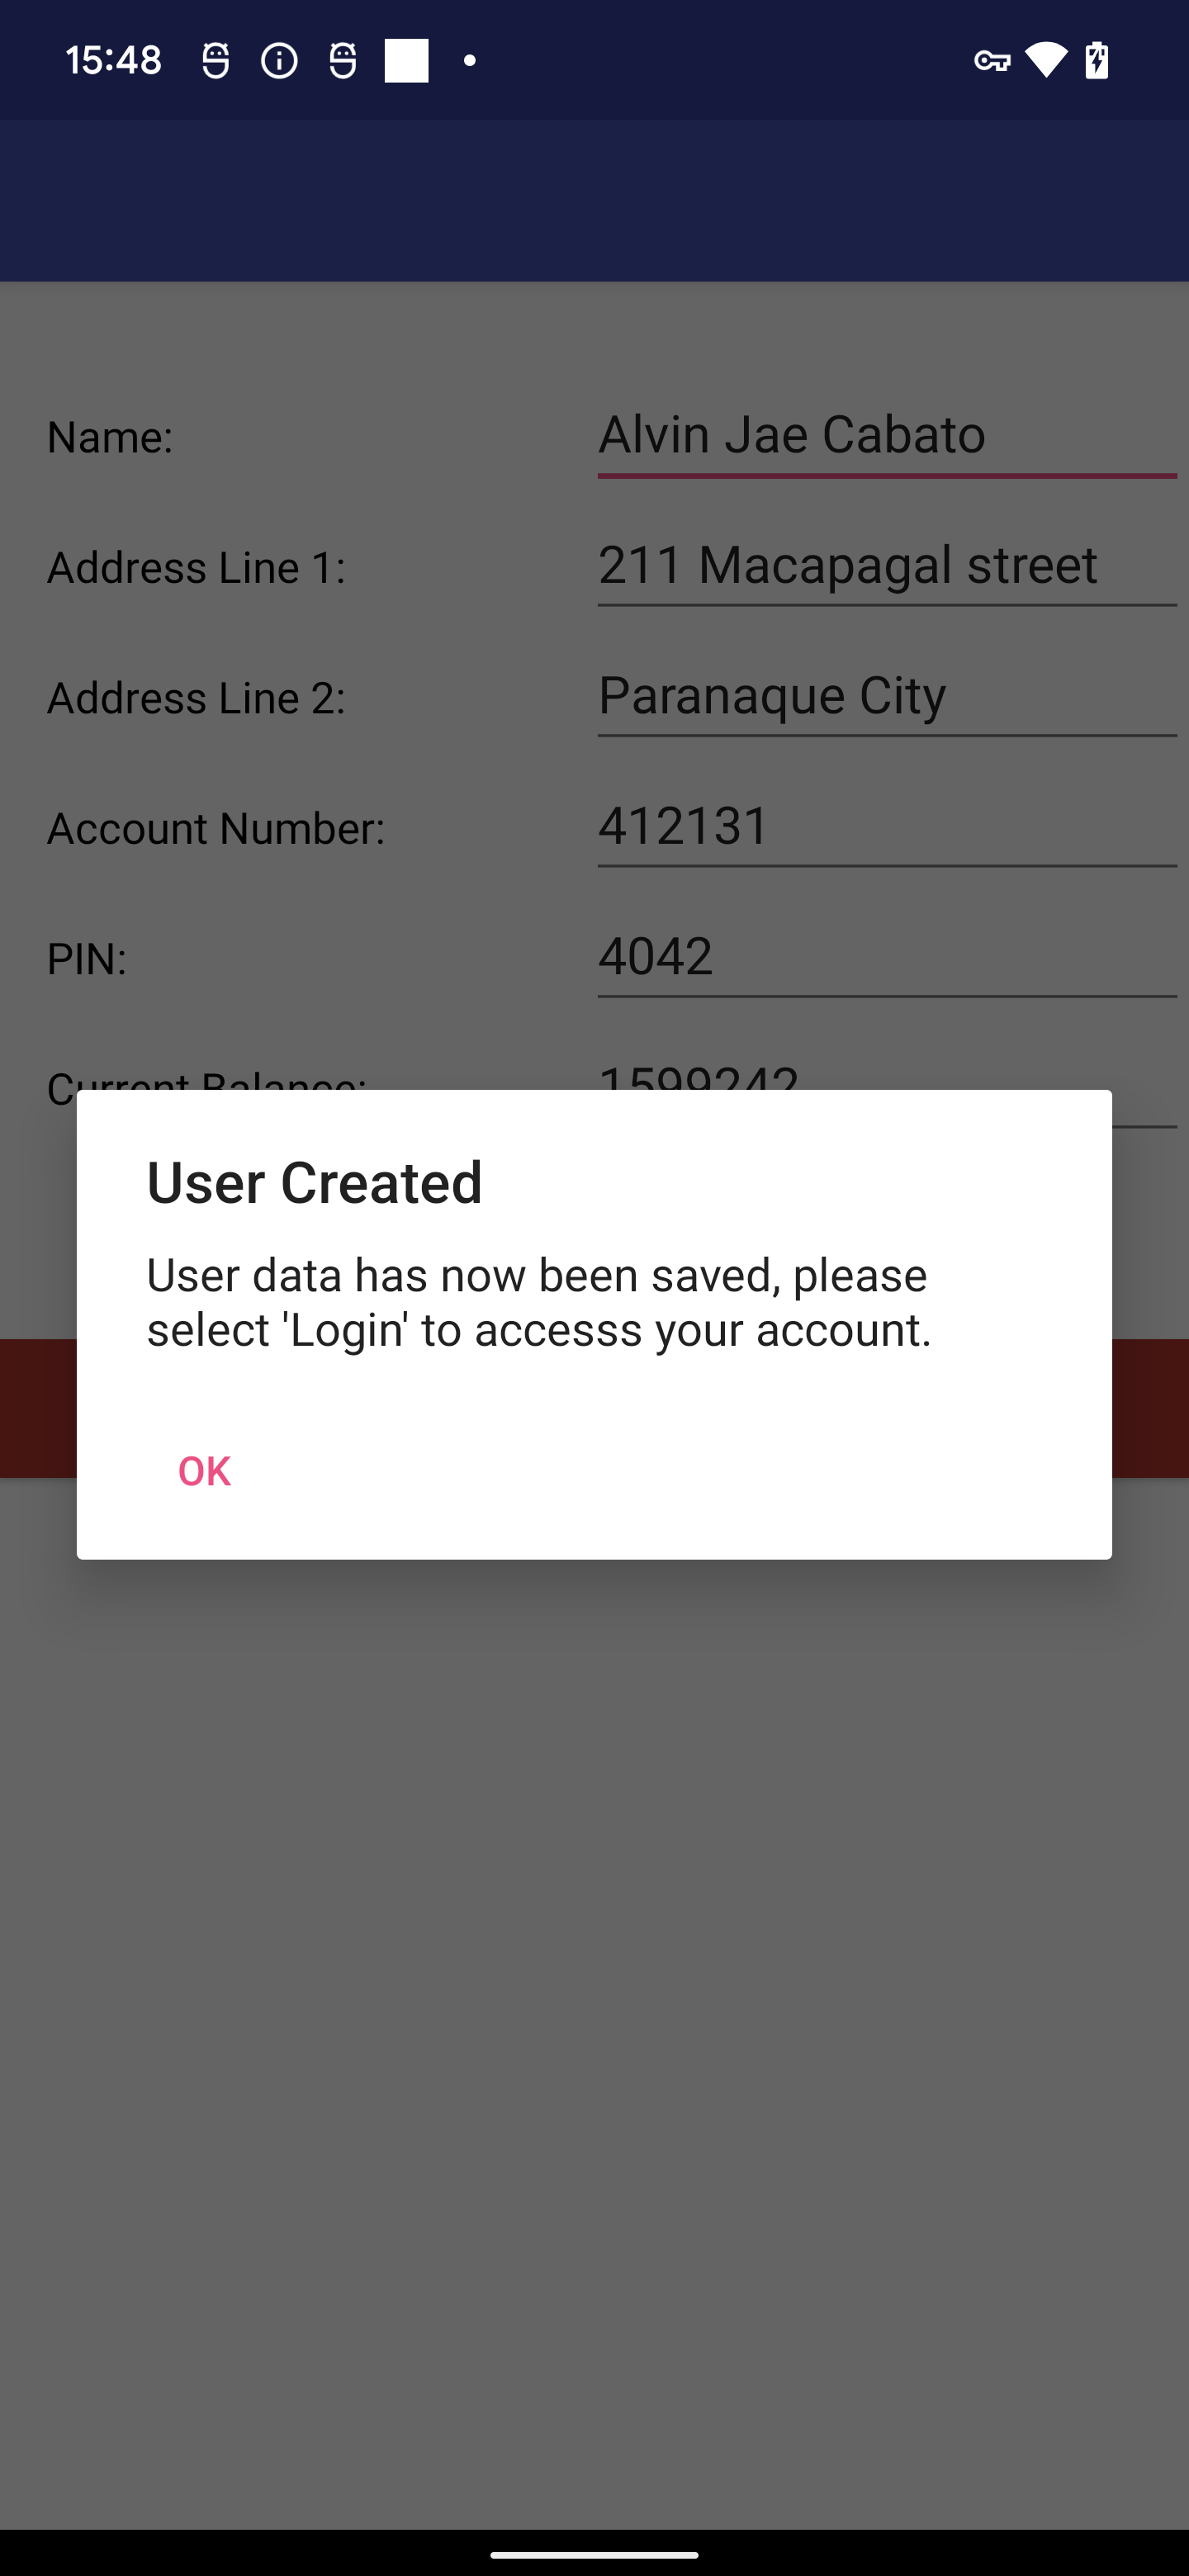 15:48
Name: Alvin Jae Cabato
Address Line 1: 211 Macapagal street
Address Line 2: Paranaque City
Account Number: 412131
PIN: 4042
Current Balance: 1599242
User Created
User data has now been saved, please
select 'Login' to accesss your account.
OK